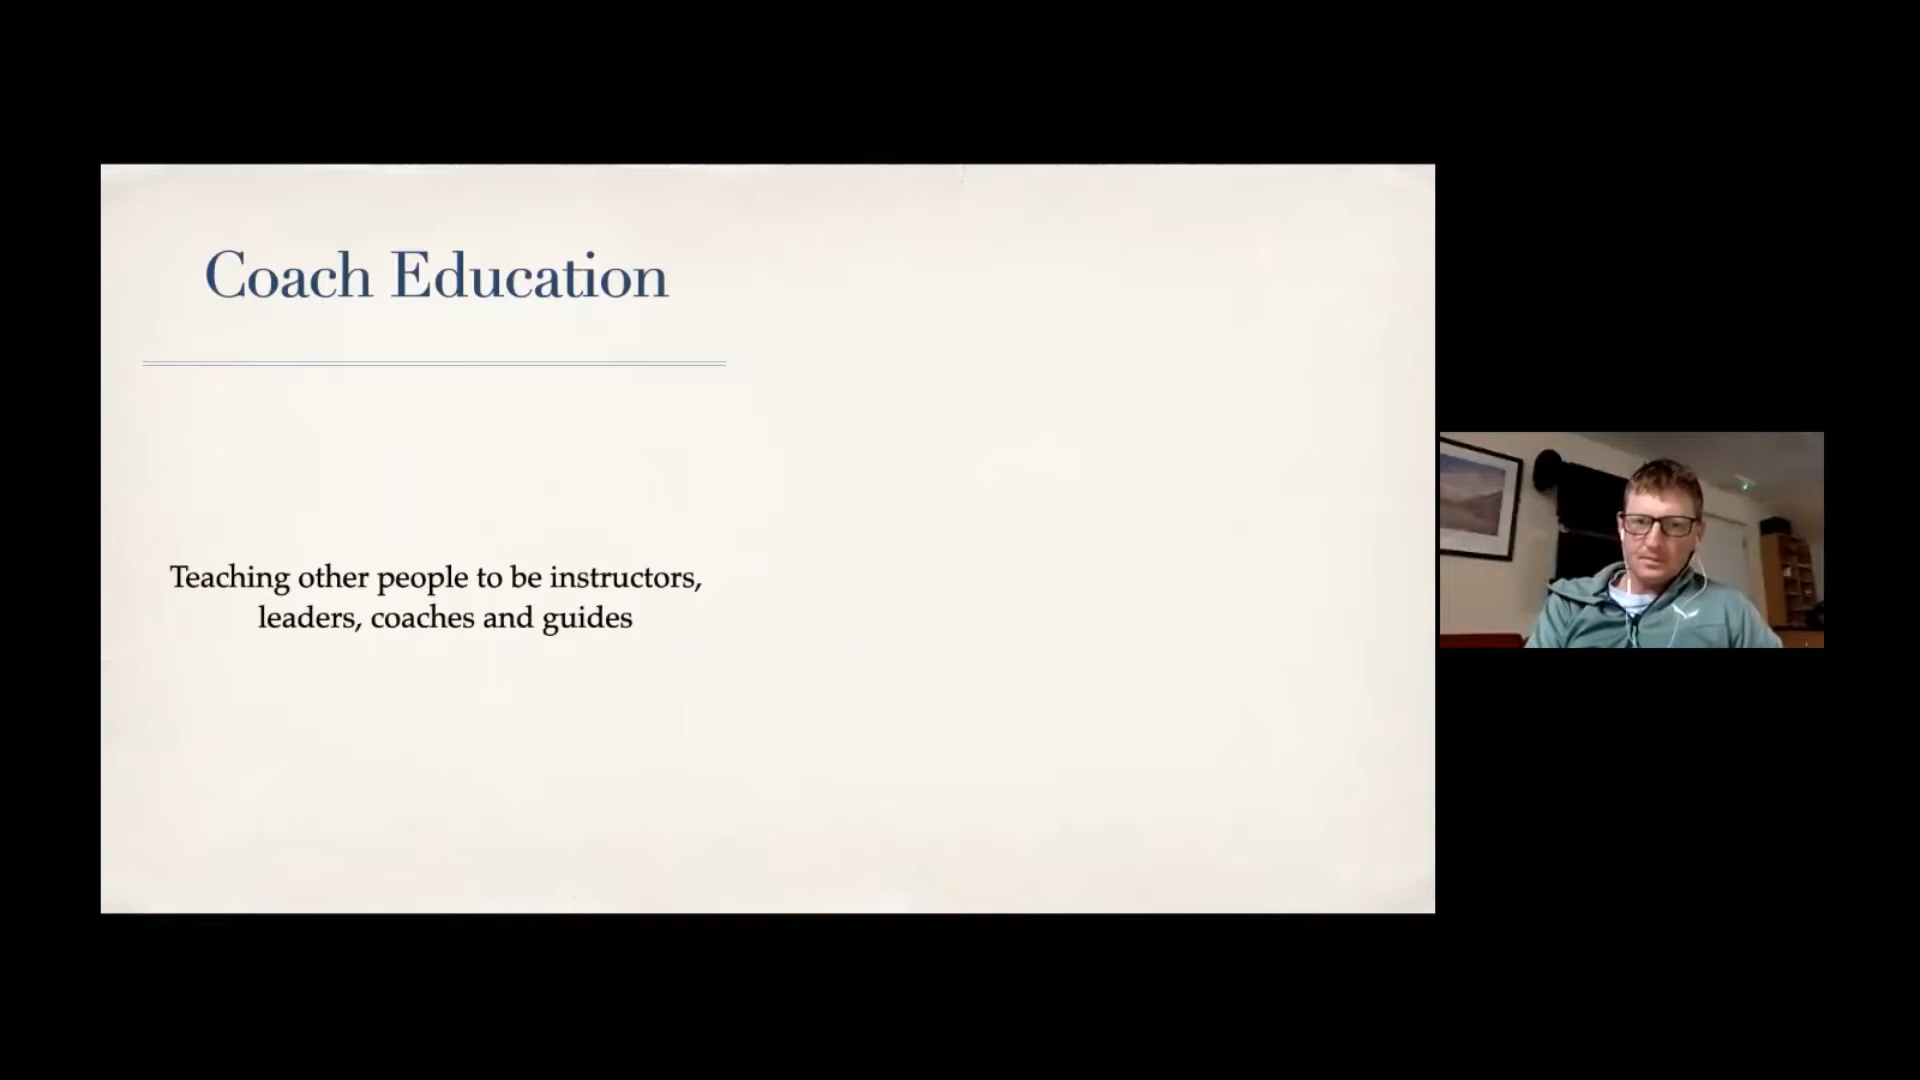 Coach Education
Teaching other people to be instructors,
leaders, coaches and guides